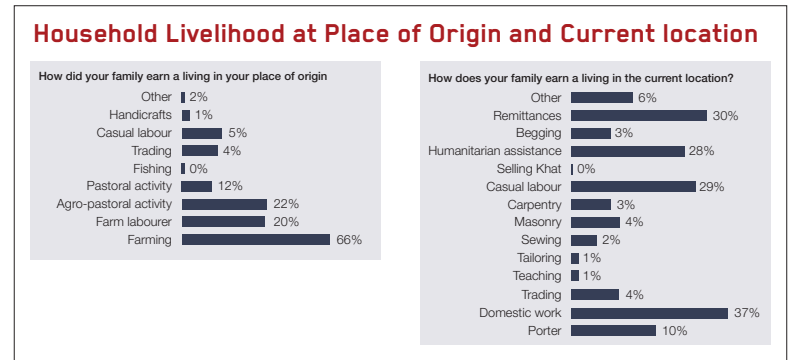 Household Livelihood at Place of Origin and Current location
How did your family earn a living in your place of origin
Other 2%
Handicrafts 1%
Casual labour 5%
Trading 4%
Fishing 0%
Pastoral activity 12%
Agro-pastoral activity 22%
Farm labourer 20%
Farming 66%
How does your family earn a living in the current location?
Other 6%
Remittances 30%
Begging 3%
Humanitarian assistance 28%
Selling Khat 0%
Casual labour 29%
Carpentry 3%
Masonry 4%
Sewing 2%
Tailoring 1%
Teaching 1%
Trading 4%
Domestic work 37%
Porter 10%